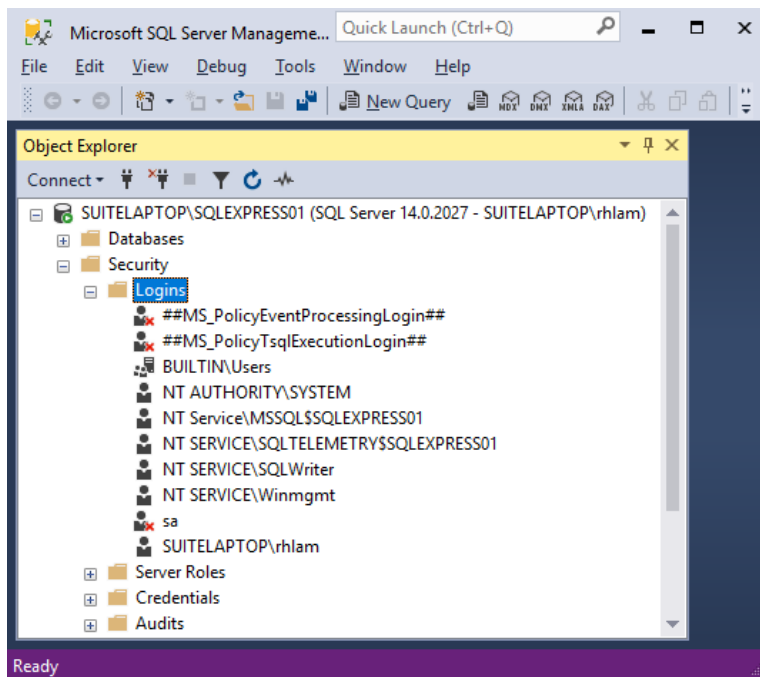 Microsoft SQL Server Manageme... Quick Launch (Ctrl+Q)
File Edit View Debug Tools Window Help
New Query MDX DMX XMLA DAX
Object Explorer
Connect
SUITELAPTOP\SQLEXPRESS01 (SQL Server 14.0.2027 - SUITELAPTOP\rhlam)
Databases
Security
Logins
##MS_PolicyEventProcessingLogin##
##MS_PolicyTsqlExecutionLogin##
BUILTIN\Users
NT AUTHORITY\SYSTEM
NT Service\MSSQL$SQLEXPRESS01
NT SERVICE\SQLTELEMETRY$SQLEXPRESS01
NT SERVICE\SQLWriter
NT SERVICE\Winmgmt
sa
SUITELAPTOP\rhlam
Server Roles
Credentials
Audits
Ready